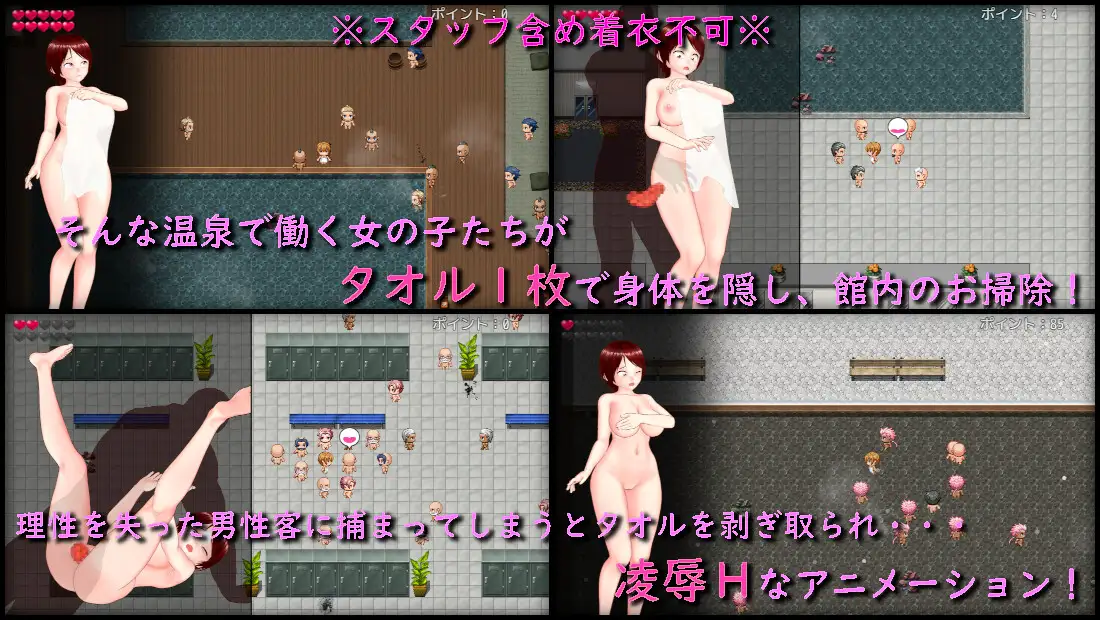 ポイント：0
ポイント：4
※スタッフ含め着衣不可※
そんな温泉で働く女の子たちが
タオル１枚で身体を隠し、館内のお掃除！
ポイント：0
ポイント：85
理性を失った男性客に捕まってしまうとタオルを剥ぎ取られ・・・
凌辱Hなアニメーション！